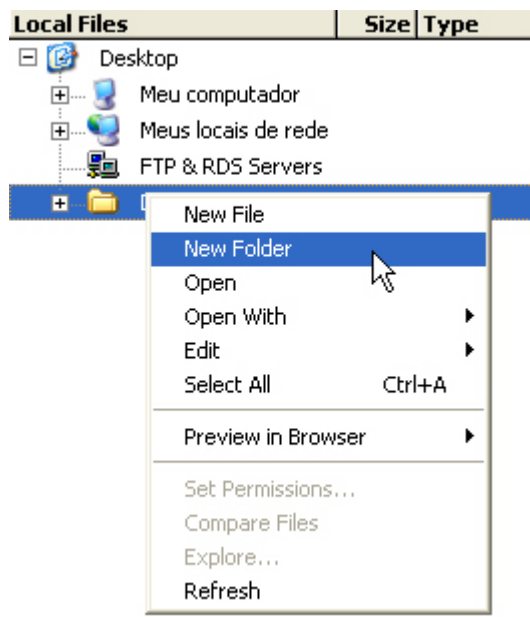 Local Files Size Type
Desktop
Meu computador
Meus locais de rede
FTP & RDS Servers
New File
New Folder
Open
Open With
Edit
Select All Ctrl+A
Preview in Browser
Set Permissions...
Compare Files
Explore...
Refresh